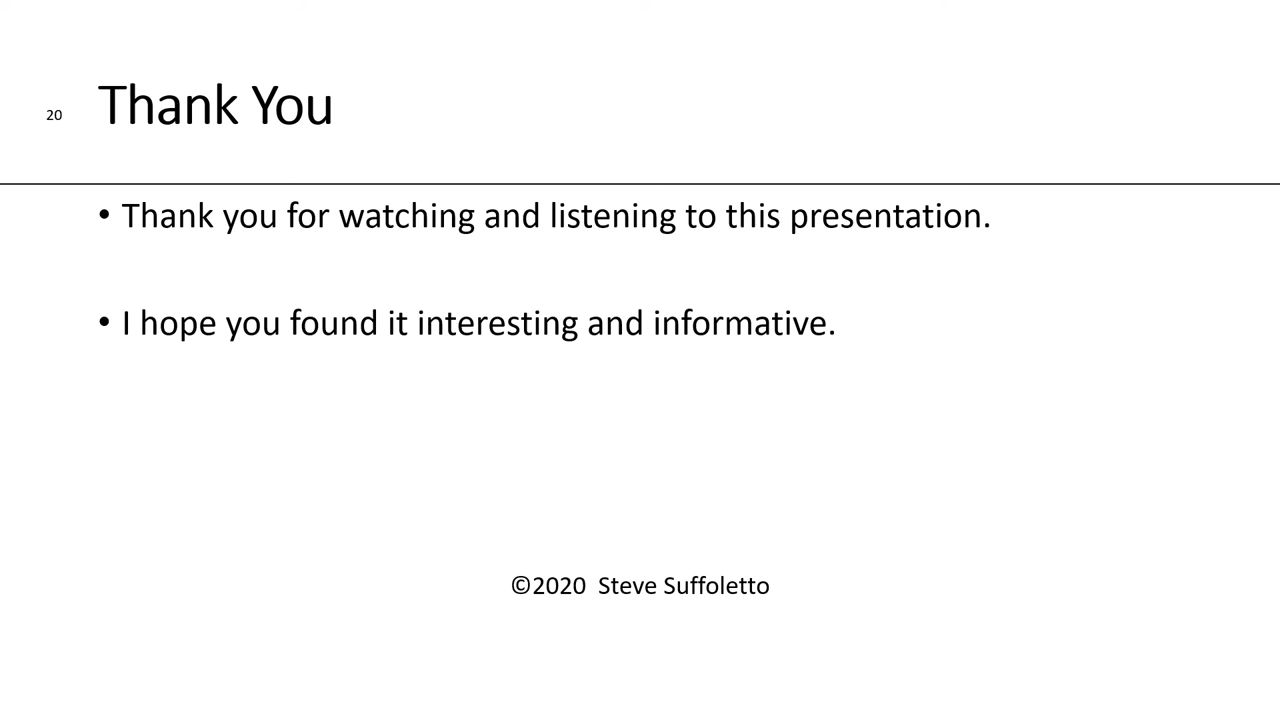 20
Thank You
• Thank you for watching and listening to this presentation.
• I hope you found it interesting and informative.
©2020 Steve Suffoletto